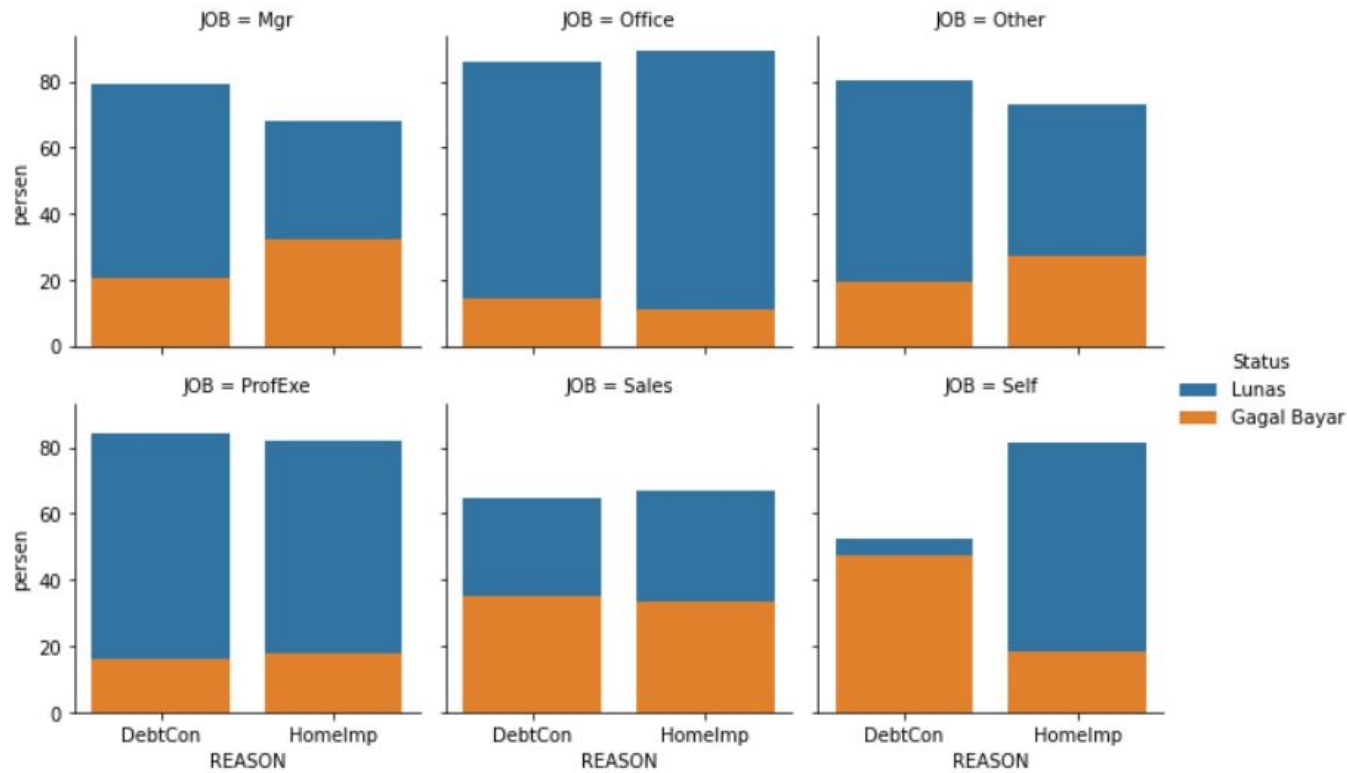 JOB = Mgr
JOB = Office
JOB = Other
persen
80
60
40
20
0
JOB = ProfExe
JOB = Sales
JOB = Self
persen
80
60
40
20
0
DebtCon HomeImp
REASON
DebtCon HomeImp
REASON
DebtCon HomeImp
REASON
Status
Lunas
Gagal Bayar